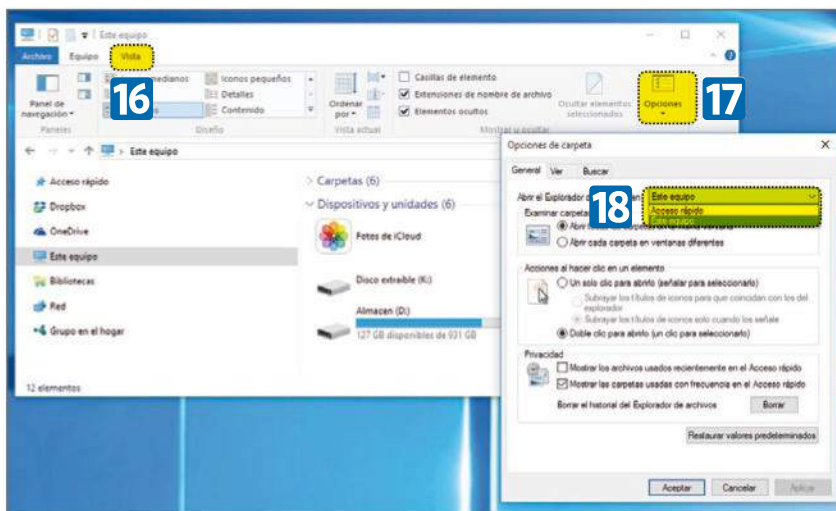 Este equipo
Archivo Equipo Vista
16
17
Panel de navegación
medianos
Iconos pequeños
Detalles
Contenido
Ordenar por
Casillas de elemento
Extensiones de nombre de archivo
Elementos ocultos
Ocultar elementos seleccionados
Opciones
Paneles
Diseño
Vista actual
Mostrar u ocultar
Este equipo
Acceso rápido
Dropbox
OneDrive
Este equipo
Bibliotecas
Red
Grupo en el hogar
12 elementos
Carpetas (6)
Dispositivos y unidades (6)
Fotos de iCloud
Disco extraíble (K:)
Almacen (D:)
127 GB disponibles de 931 GB
Opciones de carpeta
General Ver Buscar
Abrir el Explorador
Este equipo
Acceso rápido
Este equipo
18
Examinar carpetas
Abrir cada carpeta en ventanas diferentes
Acciones al hacer clic en un elemento
Un solo clic para abrirlo (señalar para seleccionarlo)
Subrayar los títulos de iconos para que coincidan con los del explorador
Subrayar los títulos de iconos solo cuando los señale
Doble clic para abrirlo (un clic para seleccionarlo)
Privacidad
Mostrar los archivos usados recientemente en el Acceso rápido
Mostrar las carpetas usadas con frecuencia en el Acceso rápido
Borrar el historial del Explorador de archivos
Borrar
Restaurar valores predeterminados
Aceptar Cancelar Aplicar